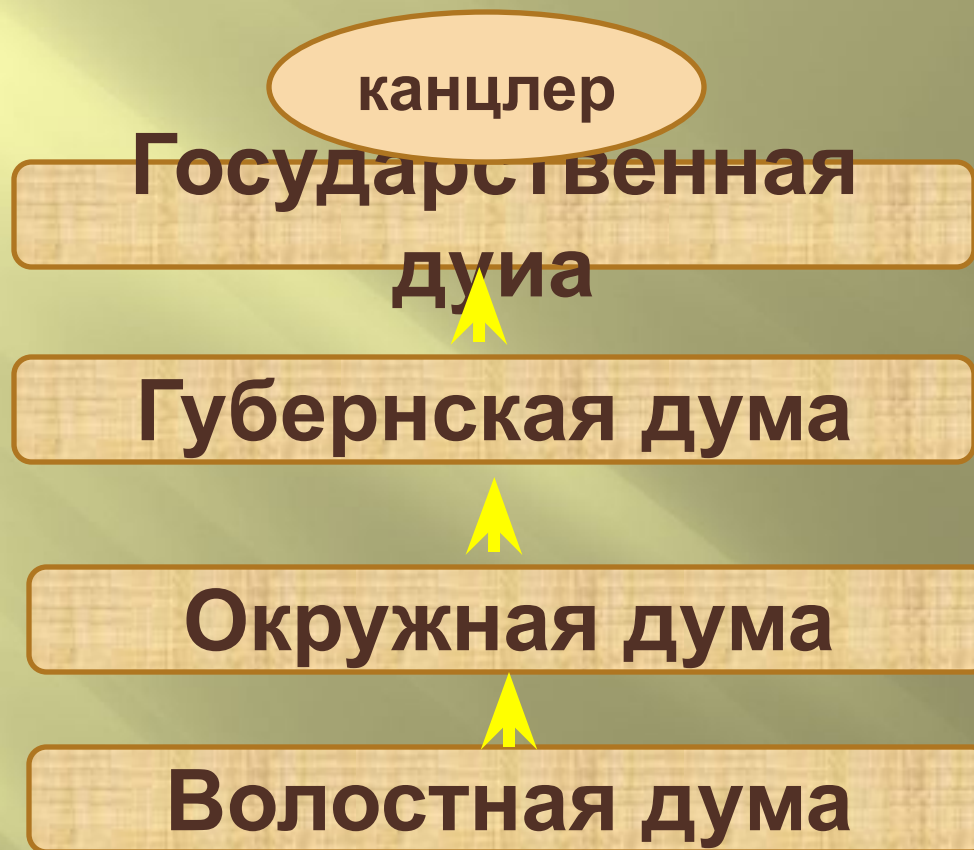 канцлер
Государственная
дуиа
Губернская дума
Окружная дума
Волостная дума